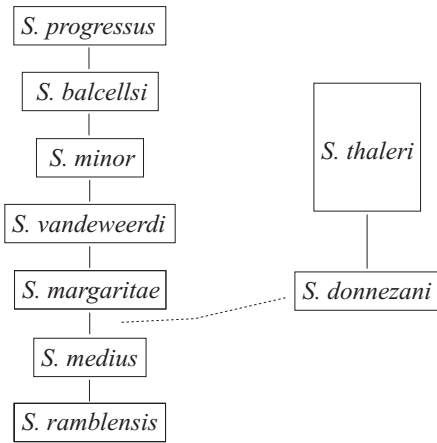 S. progressus
S. balcellsi
S. minor
S. vandeweerdi
S. margaritae
S. medius
S. ramblensis
S. thaleri
S. donnezani